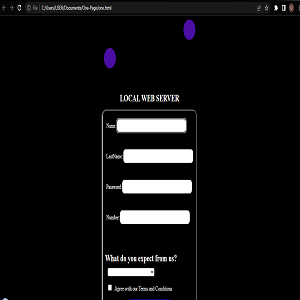 File C:/Users/USER/Documents/One-Page/one.html
LOCAL WEB SERVER
Name
LastName
Password
Number
What do you expect from us?
Agree with our Terms and Conditions